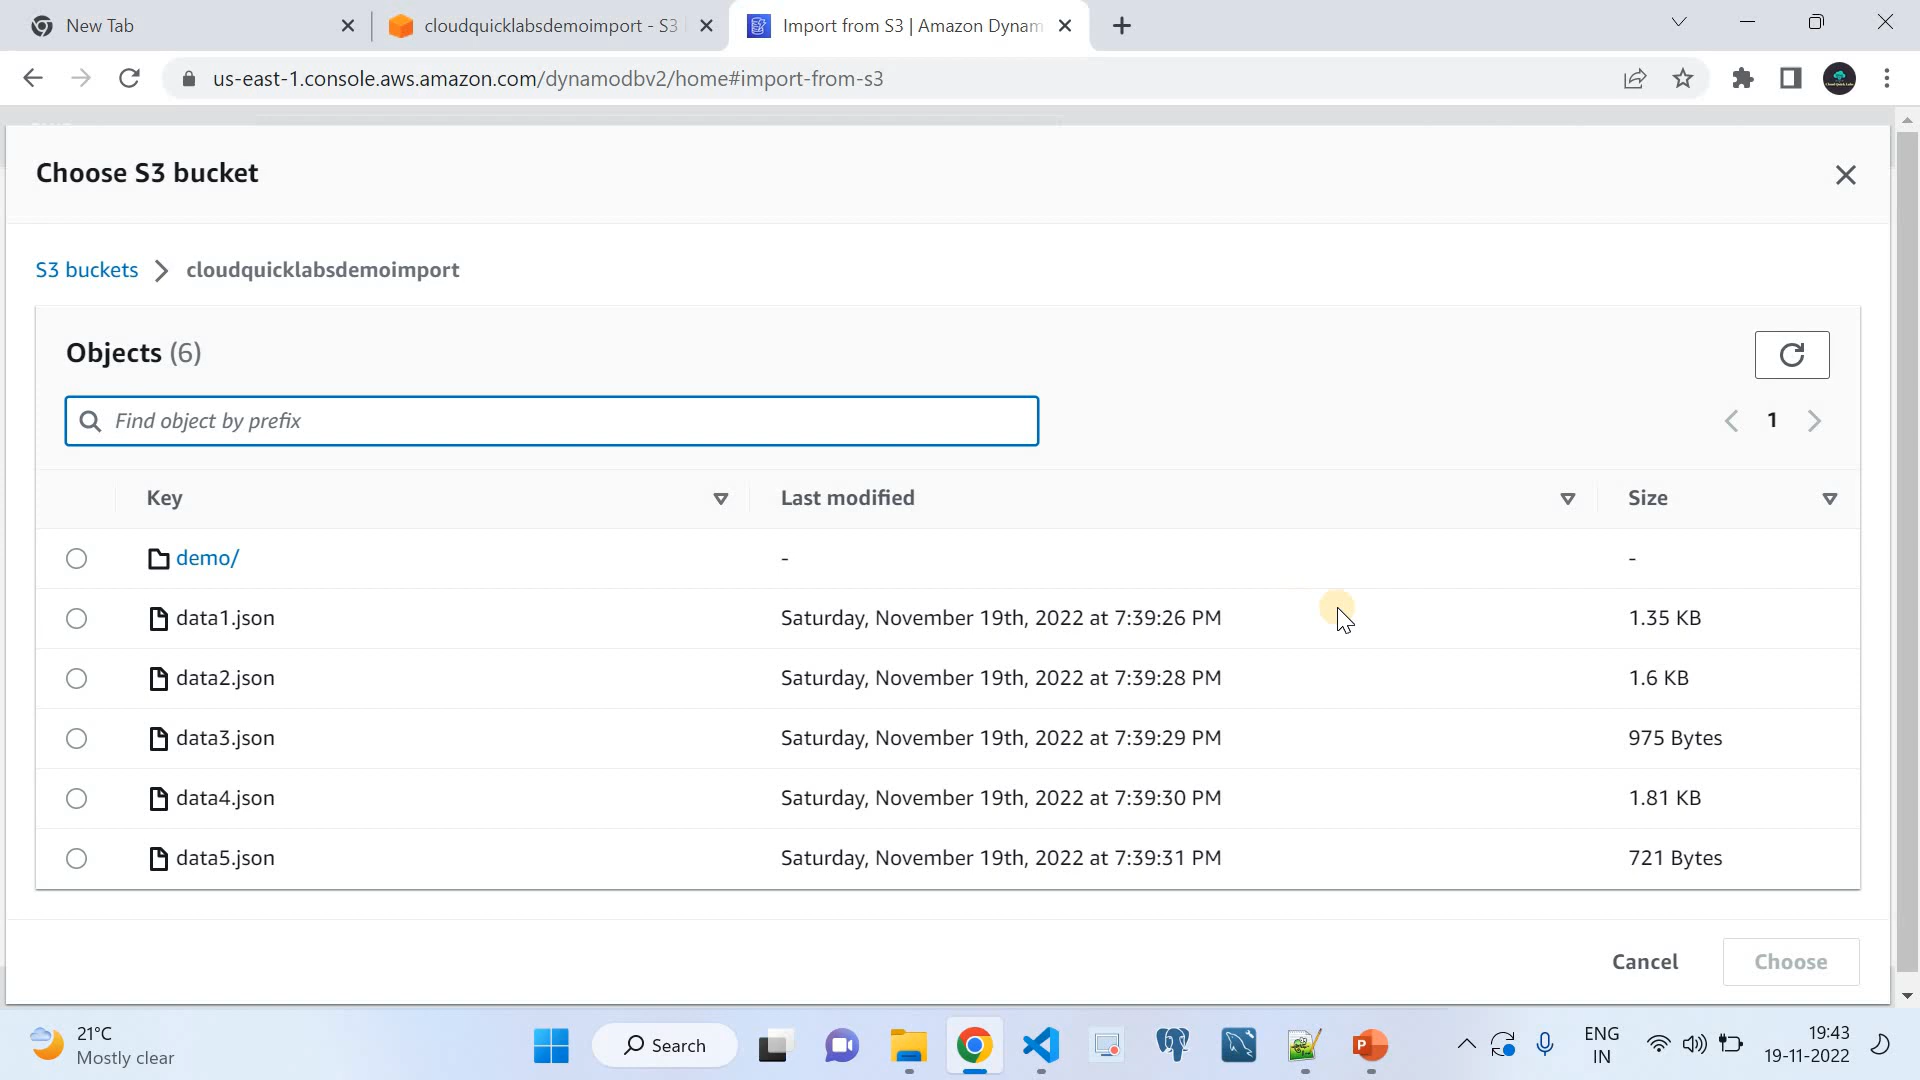 New Tab
cloudquicklabsdemoimport - S3
Import from S3 | Amazon Dynam
us-east-1.console.aws.amazon.com/dynamodbv2/home#import-from-s3
Choose S3 bucket
S3 buckets
cloudquicklabsdemoimport
Objects (6)
Find object by prefix
1
Key
Last modified
Size
demo/
-
-
data1.json
Saturday, November 19th, 2022 at 7:39:26 PM
1.35 KB
data2.json
Saturday, November 19th, 2022 at 7:39:28 PM
1.6 KB
data3.json
Saturday, November 19th, 2022 at 7:39:29 PM
975 Bytes
data4.json
Saturday, November 19th, 2022 at 7:39:30 PM
1.81 KB
data5.json
Saturday, November 19th, 2022 at 7:39:31 PM
721 Bytes
Cancel
Choose
21°C
Mostly clear
Search
ENG
IN
19:43
19-11-2022